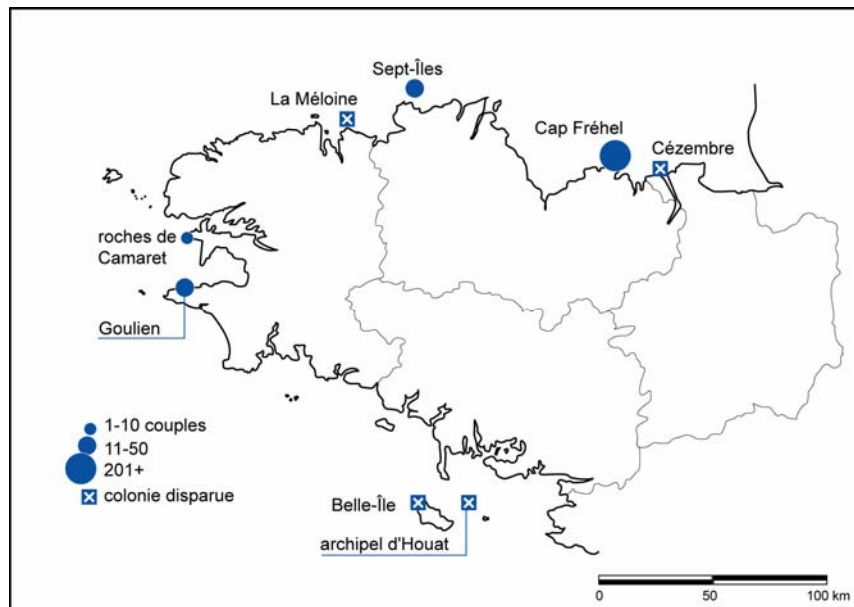 Sept-Îles
La Méloine
Cap Fréhel
Cézembre
roches de
Camaret
Goulien
1-10 couples
11-50
201+
colonie disparue
Belle-Île
archipel d'Houat
0 50 100 km